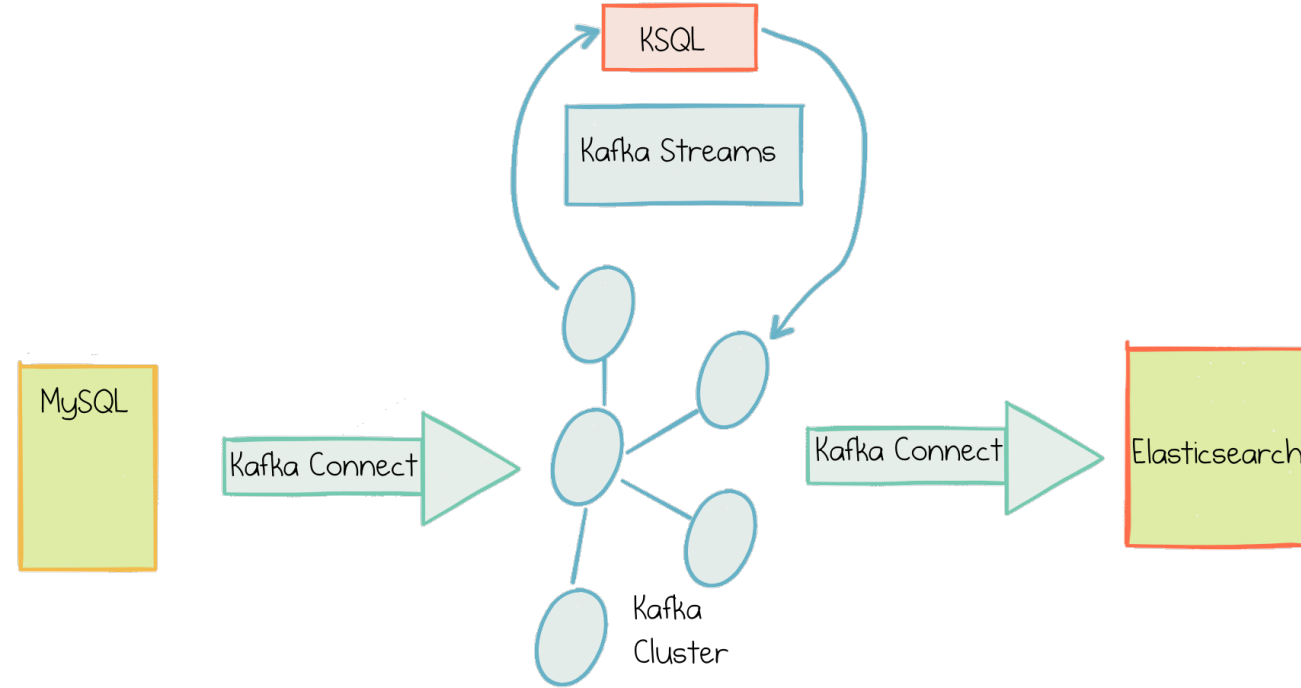 KSQL
Kafka Streams
MySQL
Kafka Connect
Kafka Connect
Elasticsearch
Kafka
Cluster